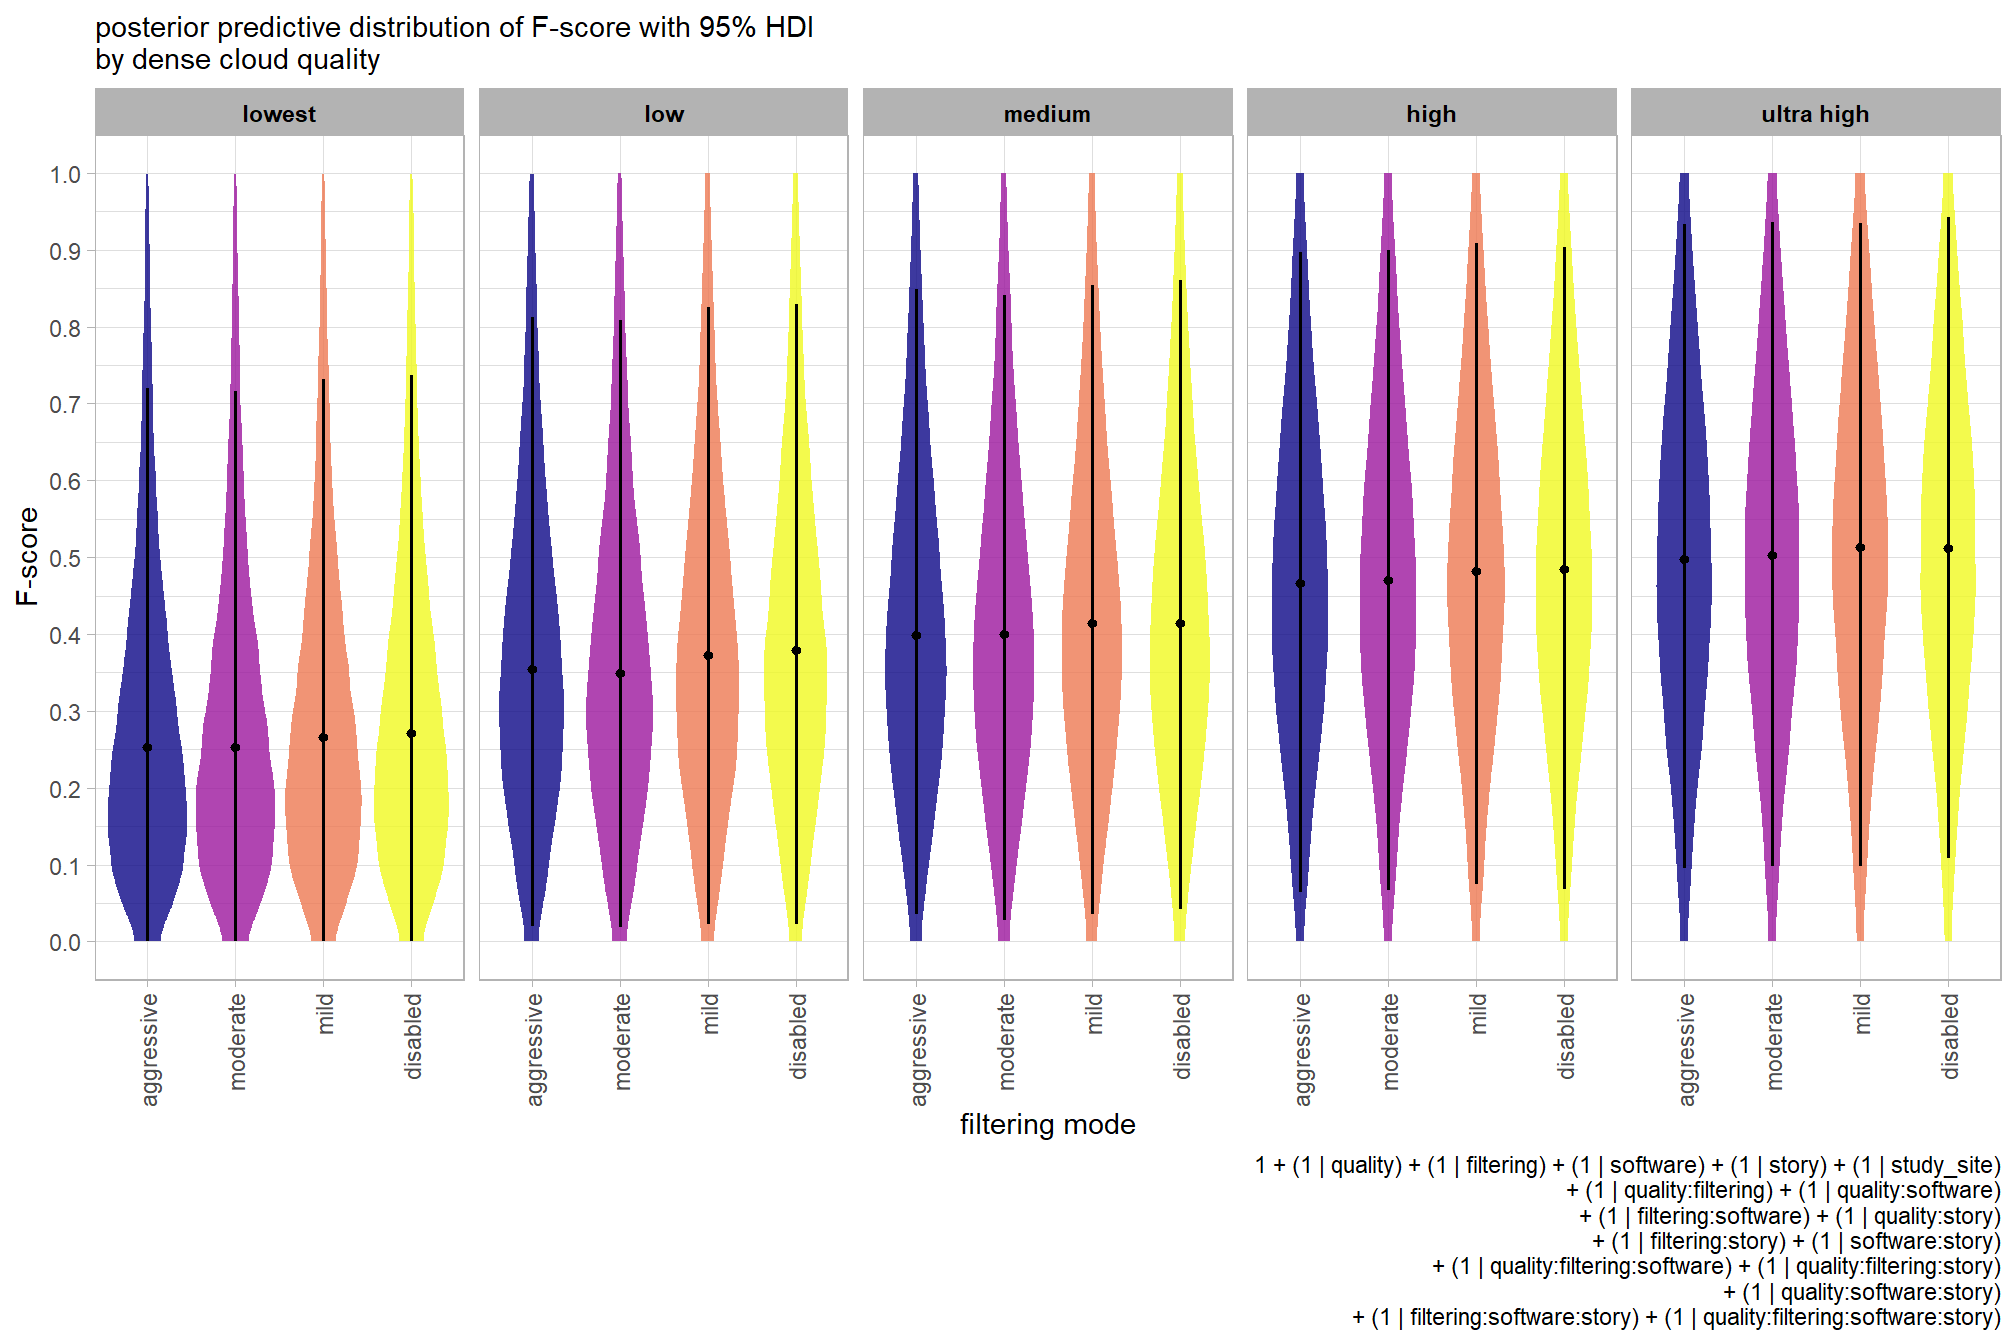 posterior predictive distribution of F-score with 95% HDI
by dense cloud quality
lowest low medium high ultra high
F-score
1.0
0.9
0.8
0.7
0.6
0.5
0.4
0.3
0.2
0.1
0.0
aggressive moderate mild disabled aggressive moderate mild disabled aggressive moderate mild disabled aggressive moderate mild disabled aggressive moderate mild disabled
filtering mode
1 + (1 | quality) + (1 | filtering) + (1 | software) + (1 | story) + (1 | study_site)
+ (1 | quality:filtering) + (1 | quality:software)
+ (1 | filtering:software) + (1 | quality:story)
+ (1 | filtering:story) + (1 | software:story)
+ (1 | quality:filtering:software) + (1 | quality:filtering:story)
+ (1 | quality:software:story)
+ (1 | filtering:software:story) + (1 | quality:filtering:software:story)